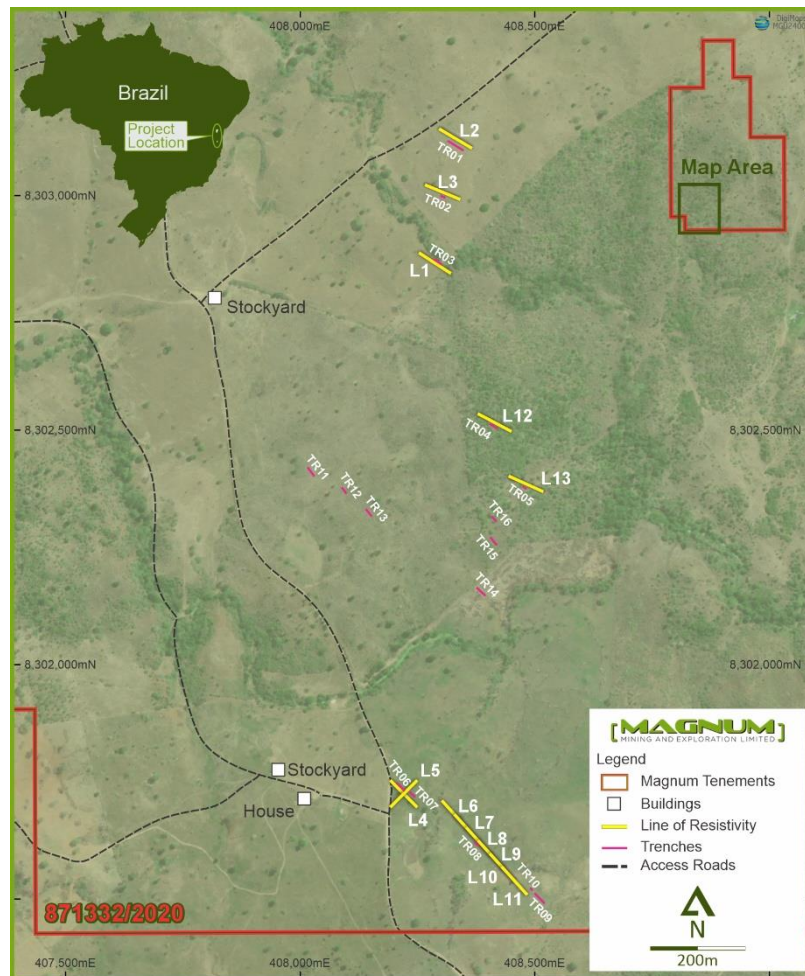 408,000mE
408,500mE
Brazil
Project
Location
L2
TR01
Map Area
8,303,000mN
L3
TR02
TR03
L1
Stockyard
L12
TR04
8,302,500mN
8,302,500mN
L13
TR05
TR11
TR12
TR13
TR16
TR15
TR14
8,302,000mN
8,302,000mN
MAGNUM
MINING AND EXPLORATION LIMITED
Legend
Magnum Tenements
Buildings
Line of Resistivity
Trenches
Access Roads
N
200m
Stockyard
House
TR06
L5
TR07
L4
L6
L7
L8
TR08
L9
L10
TR10
L11
TR09
871332/2020
407,500mE
408,000mE
408,500mE